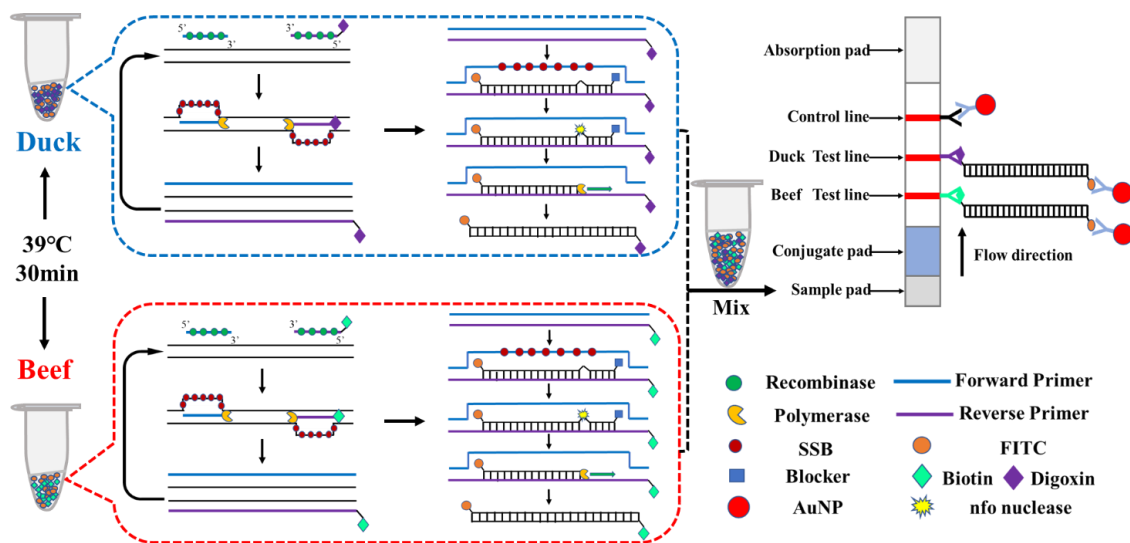 5’
3’
3’
5’
Duck
39°C
30min
Beef
5’
3’
3’
5’
Mix
Absorption pad
Control line
Duck Test line
Beef Test line
Conjugate pad
Sample pad
Flow direction
Recombinase
Forward Primer
Polymerase
Reverse Primer
SSB
FITC
Blocker
Biotin
Digoxin
AuNP
nfo nuclease